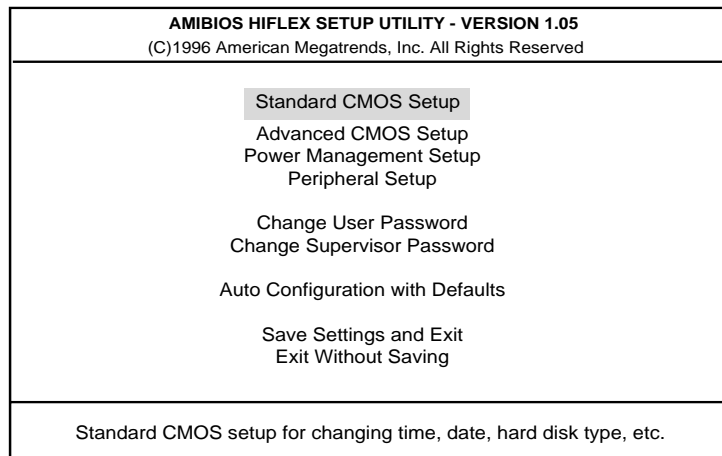 AMIBIOS HIFLEX SETUP UTILITY - VERSION 1.05
(C)1996 American Megatrends, Inc. All Rights Reserved
Standard CMOS Setup
Advanced CMOS Setup
Power Management Setup
Peripheral Setup
Change User Password
Change Supervisor Password
Auto Configuration with Defaults
Save Settings and Exit
Exit Without Saving
Standard CMOS setup for changing time, date, hard disk type, etc.